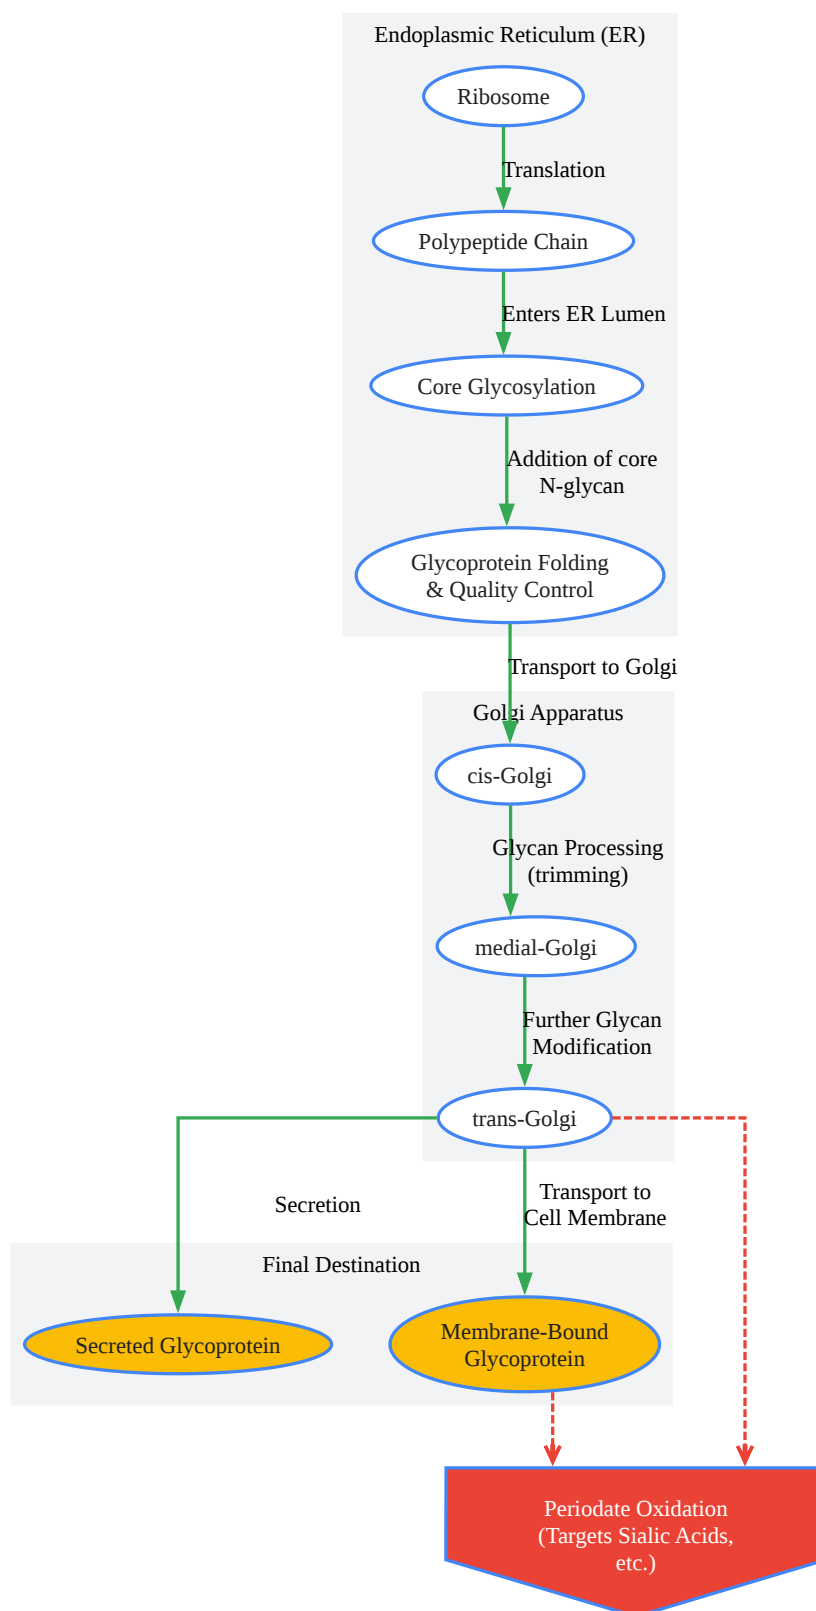 Endoplasmic Reticulum (ER)
Ribosome
Translation
Polypeptide Chain
Enters ER Lumen
Core Glycosylation
Addition of core
N-glycan
Glycoprotein Folding
& Quality Control
Transport to Golgi
Golgi Apparatus
cis-Golgi
Glycan Processing
(trimming)
medial-Golgi
Further Glycan
Modification
trans-Golgi
Secretion
Transport to
Cell Membrane
Final Destination
Secreted Glycoprotein
Membrane-Bound
Glycoprotein
Periodate Oxidation
(Targets Sialic Acids,
etc.)